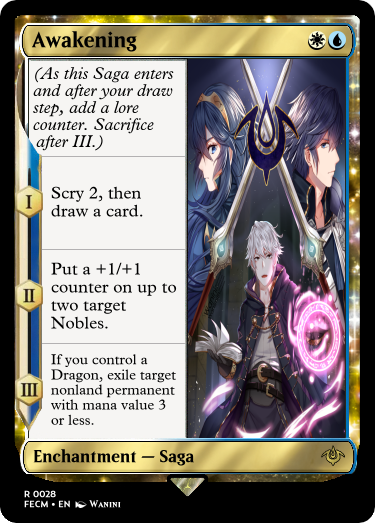 Awakening
(As this Saga enters
and after your draw
step, add a lore
counter. Sacrifice
after III.)
I
Scry 2, then
draw a card.
II
Put a +1/+1
counter on up to
two target
Nobles.
III
If you control a
Dragon, exile target
nonland permanent
with mana value 3
or less.
Enchantment — Saga
R 0028
FECM • EN Wanini